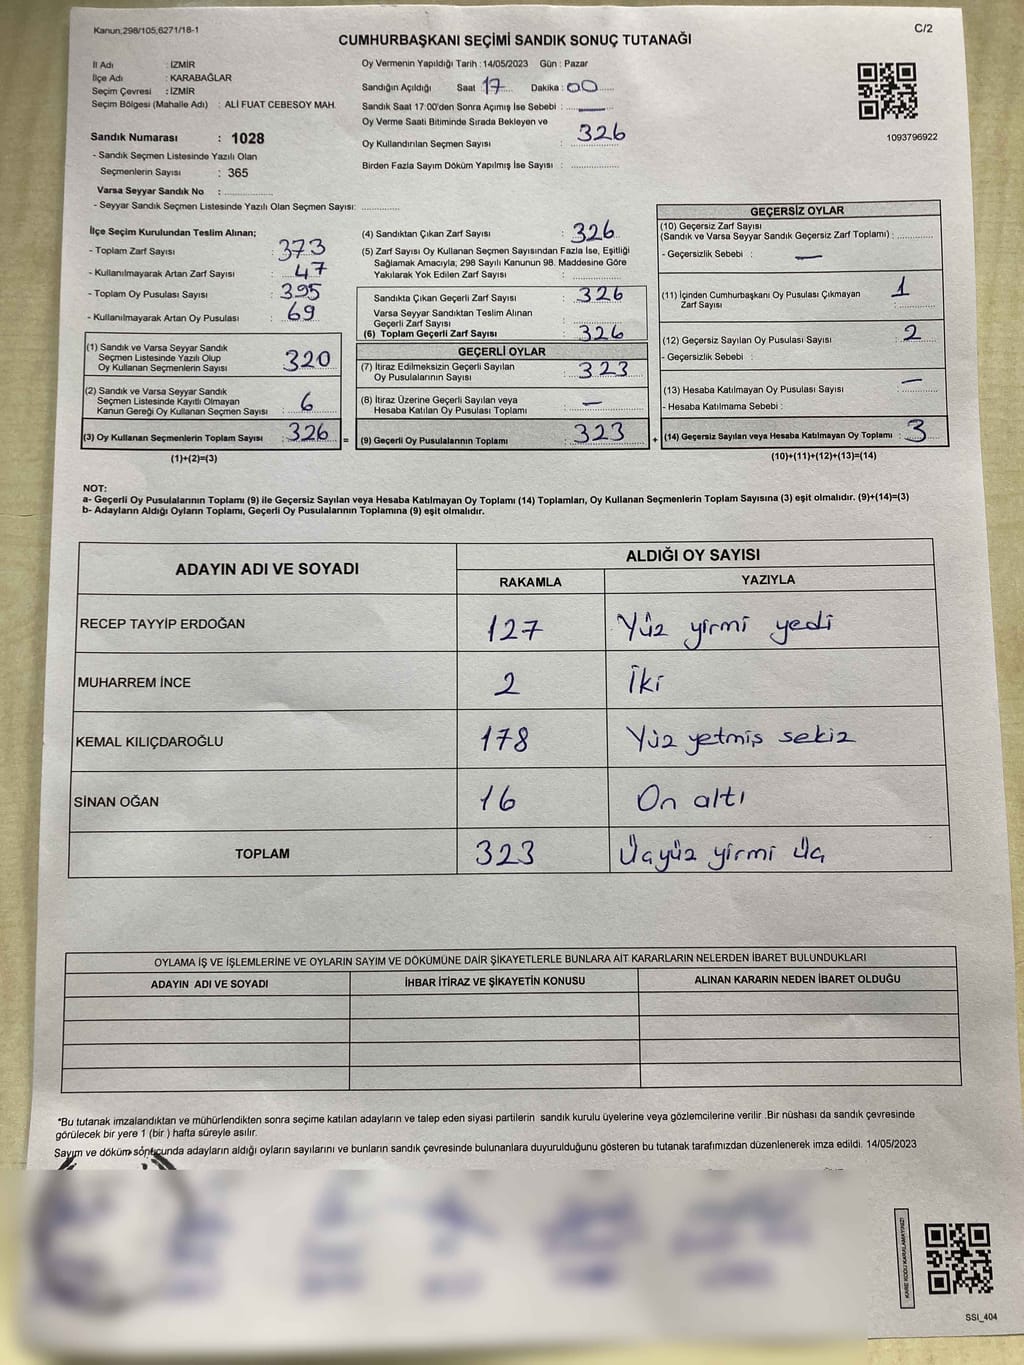 Kanun,298/105,6271/18-1
C/2
CUMHURBAŞKANI SEÇİMİ SANDIK SONUÇ TUTANAĞI
İl Adı : İZMİR
İlçe Adı : KARABAĞLAR
Seçim Çevresi : İZMİR
Seçim Bölgesi (Mahalle Adı) : ALİ FUAT CEBESOY MAH.
Sandık Numarası : 1028
- Sandık Seçmen Listesinde Yazılı Olan
Seçmenlerin Sayısı : 365
Varsa Seyyar Sandık No :
- Seyyar Sandık Seçmen Listesinde Yazılı Olan Seçmen Sayısı:
Oy Vermenin Yapıldığı Tarih : 14/05/2023 Gün : Pazar
Sandığın Açıldığı Saat 17 Dakika : 00
Sandık Saat 17:00'den Sonra Açımış İse Sebebi : —
Oy Verme Saati Bitiminde Sırada Bekleyen ve
Oy Kullandırılan Seçmen Sayısı : 326
Birden Fazla Sayım Döküm Yapılmış İse Sayısı :
1093796922
İlçe Seçim Kurulundan Teslim Alınan;
- Toplam Zarf Sayısı : 373
- Kullanılmayarak Artan Zarf Sayısı : 47
- Toplam Oy Pusulası Sayısı : 395
- Kullanılmayarak Artan Oy Pusulası : 69
(1) Sandık ve Varsa Seyyar Sandık
Seçmen Listesinde Yazılı Olup
Oy Kullanan Seçmenlerin Sayısı : 320
(2) Sandık ve Varsa Seyyar Sandık
Seçmen Listesinde Kayıtlı Olmayan
Kanun Gereği Oy Kullanan Seçmen Sayısı : 6
(3) Oy Kullanan Seçmenlerin Toplam Sayısı : 326 =
(1)+(2)=(3)
(4) Sandıktan Çıkan Zarf Sayısı : 326
(5) Zarf Sayısı Oy Kullanan Seçmen Sayısından Fazla İse, Eşitliği
Sağlamak Amacıyla; 298 Sayılı Kanunun 98. Maddesine Göre
Yakılarak Yok Edilen Zarf Sayısı :
Sandıkta Çıkan Geçerli Zarf Sayısı : 326
Varsa Seyyar Sandıktan Teslim Alınan
Geçerli Zarf Sayısı :
(6) Toplam Geçerli Zarf Sayısı : 326
GEÇERLİ OYLAR
(7) İtiraz Edilmeksizin Geçerli Sayılan
Oy Pusulalarının Sayısı : 323
(8) İtiraz Üzerine Geçerli Sayılan veya
Hesaba Katılan Oy Pusulası Toplamı : —
(9) Geçerli Oy Pusulalarının Toplamı : 323 +
GEÇERSİZ OYLAR
(10) Geçersiz Zarf Sayısı
(Sandık ve Varsa Seyyar Sandık Geçersiz Zarf Toplamı) :
- Geçersizlik Sebebi : —
(11) İçinden Cumhurbaşkanı Oy Pusulası Çıkmayan
Zarf Sayısı : 1
(12) Geçersiz Sayılan Oy Pusulası Sayısı : 2
- Geçersizlik Sebebi :
(13) Hesaba Katılmayan Oy Pusulası Sayısı : —
- Hesaba Katılmama Sebebi :
(14) Geçersiz Sayılan veya Hesaba Katılmayan Oy Toplamı : 3
(10)+(11)+(12)+(13)=(14)
NOT:
a- Geçerli Oy Pusulalarının Toplamı (9) ile Geçersiz Sayılan veya Hesaba Katılmayan Oy Toplamı (14) Toplamları, Oy Kullanan Seçmenlerin Toplam Sayısına (3) eşit olmalıdır. (9)+(14)=(3)
b- Adayların Aldığı Oyların Toplamı, Geçerli Oy Pusulalarının Toplamına (9) eşit olmalıdır.
ADAYIN ADI VE SOYADI
ALDIĞI OY SAYISI
RAKAMLA YAZIYLA
RECEP TAYYİP ERDOĞAN 127 Yüz yirmi yedi
MUHARREM İNCE 2 İki
KEMAL KILIÇDAROĞLU 178 Yüz yetmiş sekiz
SİNAN OĞAN 16 On altı
TOPLAM 323 Üçyüz yirmi üç
OYLAMA İŞ VE İŞLEMLERİNE VE OYLARIN SAYIM VE DÖKÜMÜNE DAİR ŞİKAYETLERLE BUNLARA AİT KARARLARIN NELERDEN İBARET BULUNDUKLARI
ADAYIN ADI VE SOYADI İHBAR İTİRAZ VE ŞİKAYETİN KONUSU ALINAN KARARIN NEDEN İBARET OLDUĞU
*Bu tutanak imzalandıktan ve mühürlendikten sonra seçime katılan adayların ve talep eden siyasi partilerin sandık kurulu üyelerine veya gözlemcilerine verilir .Bir nüshası da sandık çevresinde
görülecek bir yere 1 (bir ) hafta süreyle asılır.
Sayım ve döküm sonucunda adayların aldığı oyların sayılarını ve bunların sandık çevresinde bulunanlara duyurulduğunu gösteren bu tutanak tarafımızdan düzenlenerek imza edildi. 14/05/2023
KARE KODU KARALAMAYINIZ!
SSİ_404